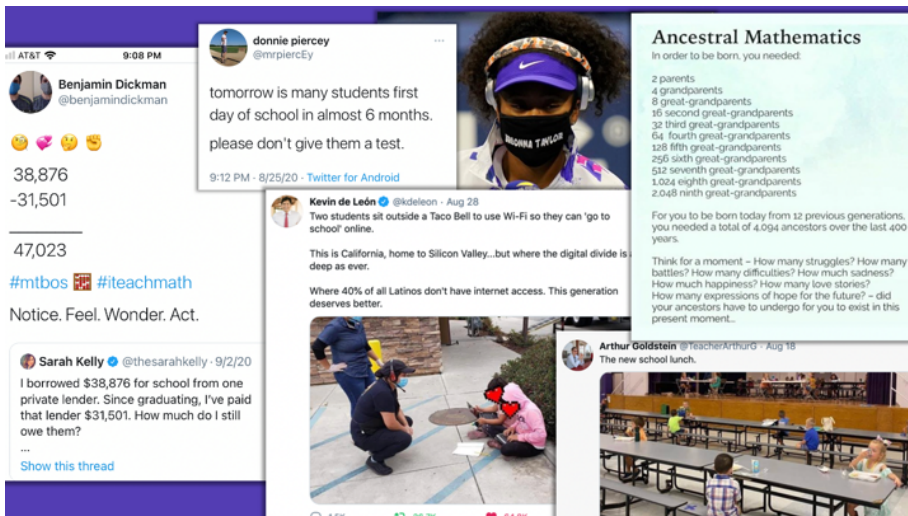 AT&T
9:08 PM
Benjamin Dickman
@benjamindickman
38,876
-31,501
47,023
#mtbos #iteachmath
Notice. Feel. Wonder. Act.
Sarah Kelly @thesarahkelly · 9/2/20
I borrowed $38,876 for school from one
private lender. Since graduating, I've paid
that lender $31,501. How much do I still
owe them?
...
Show this thread
donnie piercey
@mrpiercEy
tomorrow is many students first
day of school in almost 6 months.
please don't give them a test.
9:12 PM · 8/25/20 · Twitter for Android
BREONNA TAYLOR
Kevin de León @kdeleon · Aug 28
Two students sit outside a Taco Bell to use Wi-Fi so they can 'go to
school' online.
This is California, home to Silicon Valley...but where the digital divide is
deep as ever.
Where 40% of all Latinos don't have internet access. This generation
deserves better.
Ancestral Mathematics
In order to be born, you needed:
2 parents
4 grandparents
8 great-grandparents
16 second great-grandparents
32 third great-grandparents
64 fourth great-grandparents
128 fifth great-grandparents
256 sixth great-grandparents
512 seventh great-grandparents
1,024 eighth great-grandparents
2,048 ninth great-grandparents
For you to be born today from 12 previous generations,
you needed a total of 4,094 ancestors over the last 400
years.
Think for a moment – How many struggles? How many
battles? How many difficulties? How much sadness?
How much happiness? How many love stories?
How many expressions of hope for the future? – did
your ancestors have to undergo for you to exist in this
present moment...
Arthur Goldstein @TeacherArthurG · Aug 18
The new school lunch.